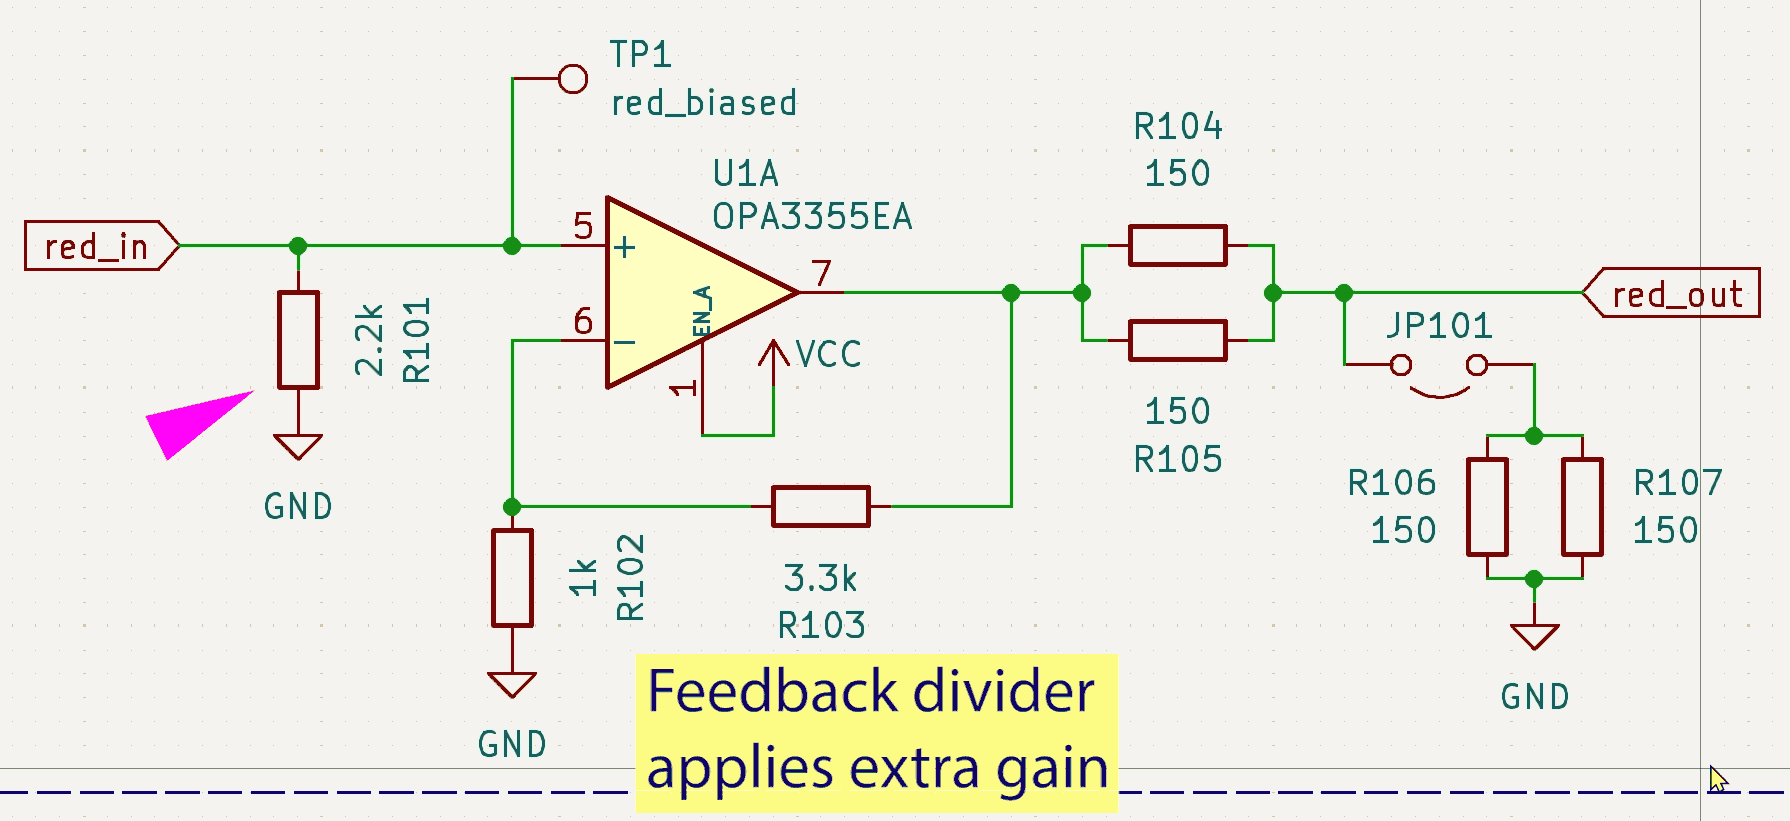 TP1
red_biased
R104
150
U1A
OPA3355EA
red_in
5
+
7
6
−
EN_A
1
VCC
2.2k
R101
GND
red_out
JP101
150
R105
R106
150
R107
150
1k
R102
3.3k
R103
GND
GND
Feedback divider
applies extra gain